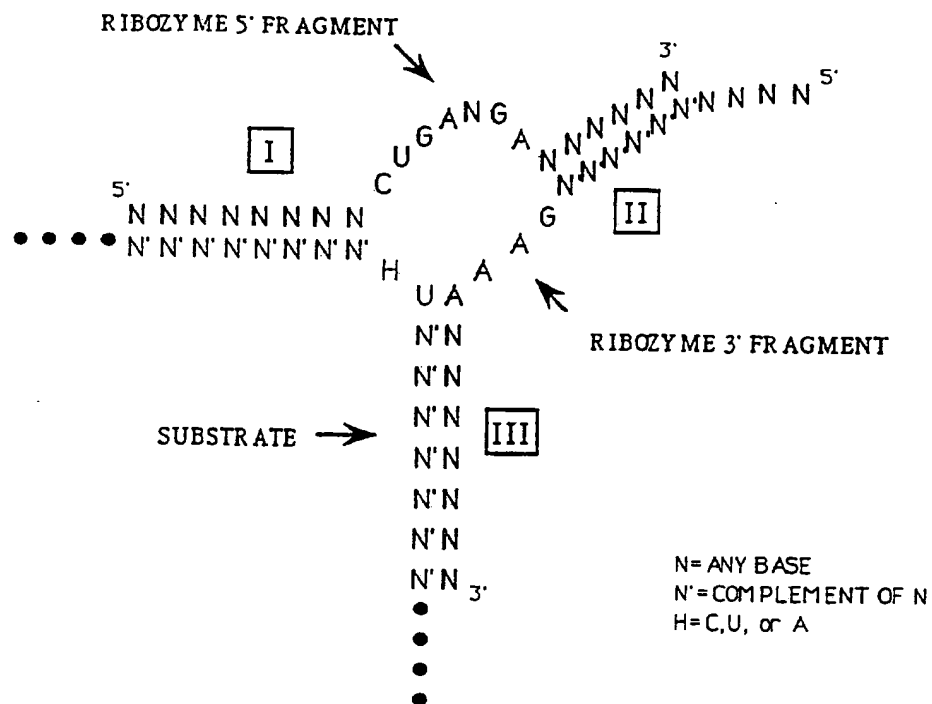 RIBOZYME 5' FRAGMENT
3'
5'
N N N N N N
N N' N' N' N' N' N N N N
C U G A N G A
I
5'
N N N N N N N N
N' N' N' N' N' N' N' N'
II
G
A
A
H
U A
RIBOZYME 3' FRAGMENT
N' N
N' N
N' N
SUBSTRATE
III
N' N
N' N
N' N
N' N 3'
N= ANY BASE
N'= COMPLEMENT OF N
H= C,U, or A